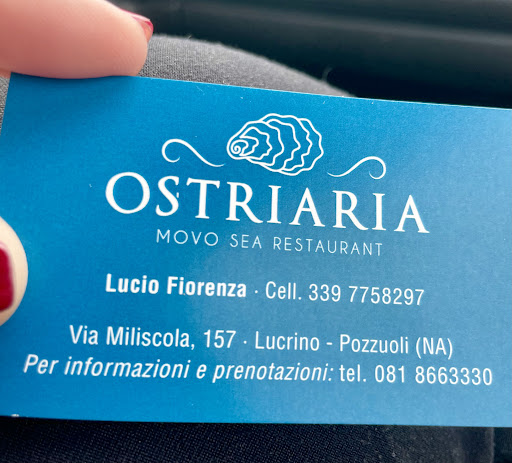 OSTRIARIA
MOVO SEA RESTAURANT
Lucio Fiorenza · Cell. 339 7758297
Via Miliscola, 157 · Lucrino - Pozzuoli (NA)
Per informazioni e prenotazioni: tel. 081 8663330